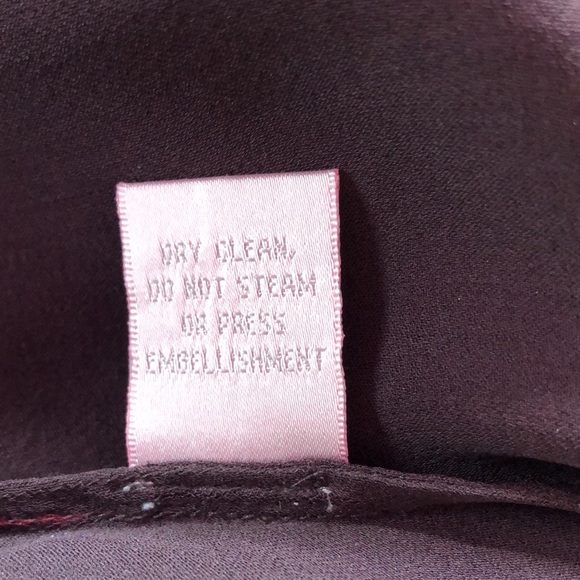 DRY CLEAN.
DO NOT STEAM
OR PRESS
EMBELLISHMENT